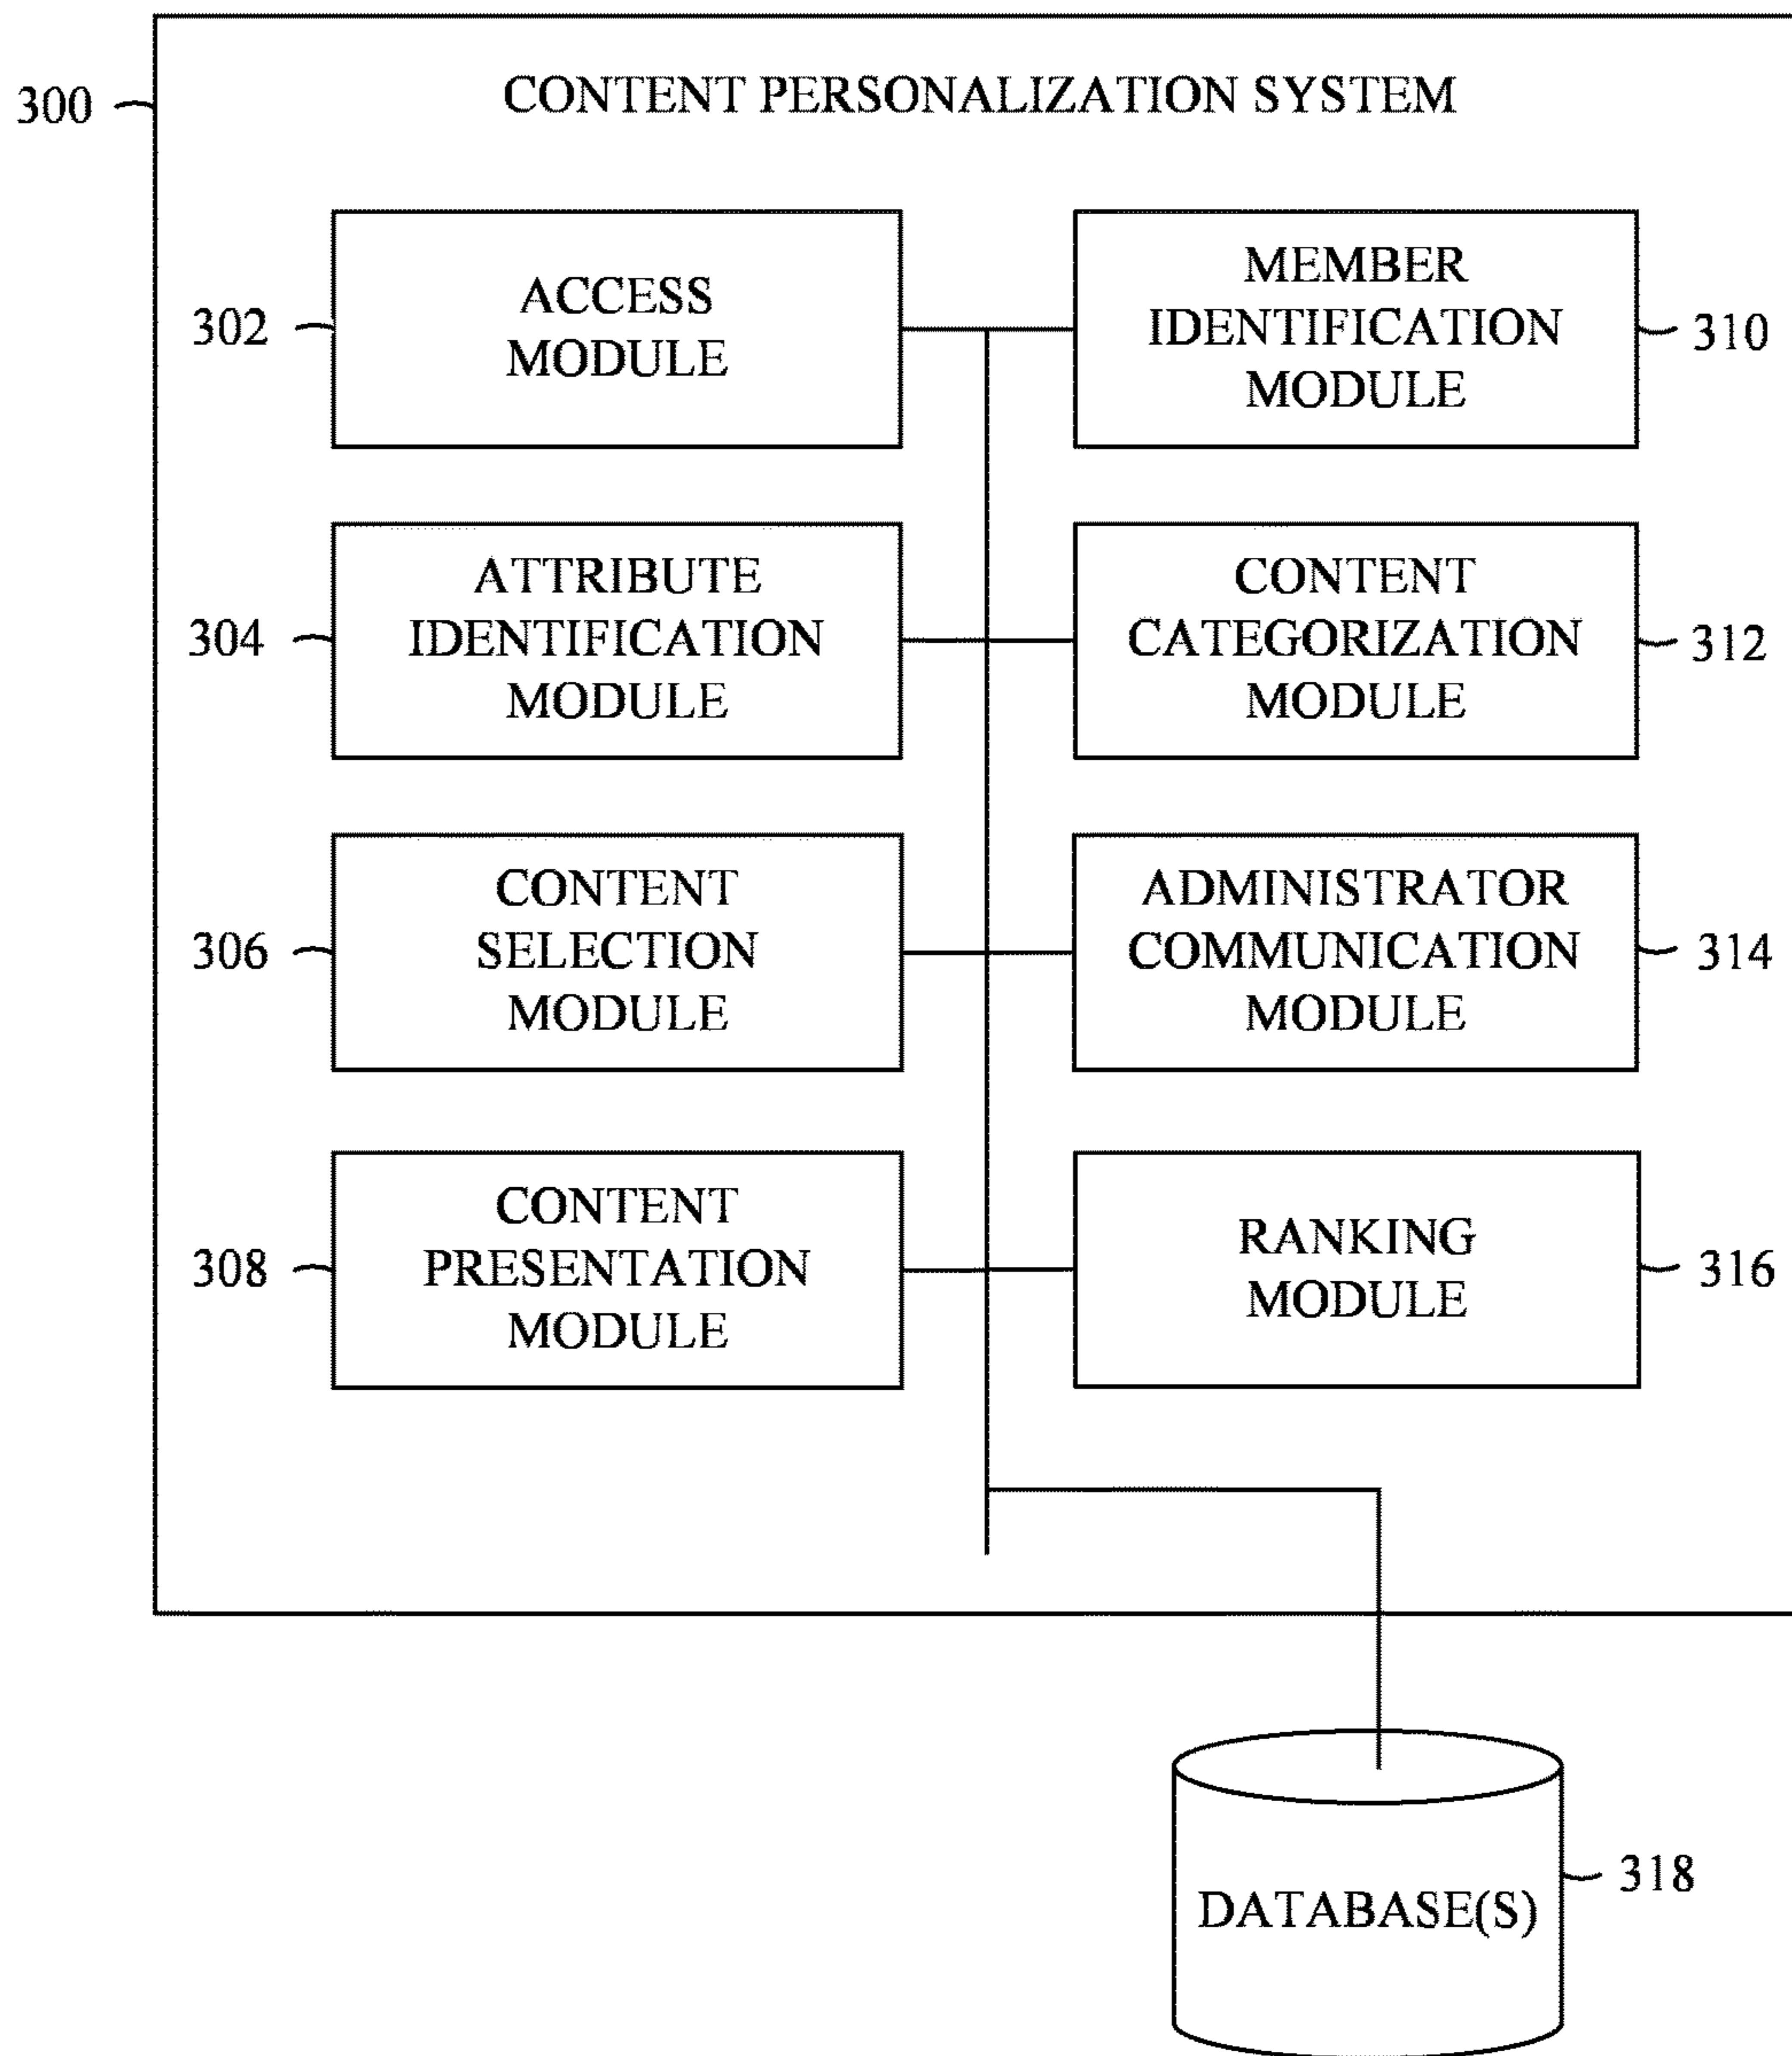 300
CONTENT PERSONALIZATION SYSTEM
302
ACCESS
MODULE
MEMBER
IDENTIFICATION
MODULE
310
304
ATTRIBUTE
IDENTIFICATION
MODULE
CONTENT
CATEGORIZATION
MODULE
312
306
CONTENT
SELECTION
MODULE
ADMINISTRATOR
COMMUNICATION
MODULE
314
308
CONTENT
PRESENTATION
MODULE
RANKING
MODULE
316
318
DATABASE(S)